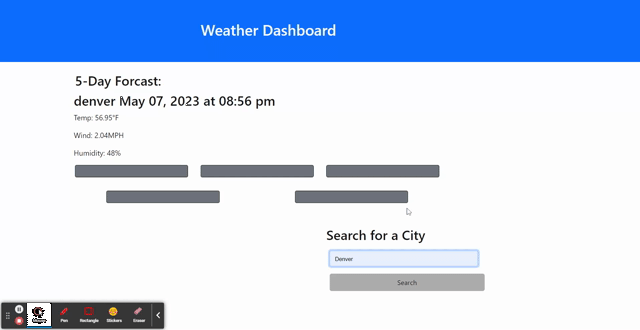 Weather Dashboard
5-Day Forcast:
denver May 07, 2023 at 08:56 pm
Temp: 56.95°F
Wind: 2.04MPH
Humidity: 48%
Search for a City
Denver
Search
Pen Rectangle Stickers Eraser